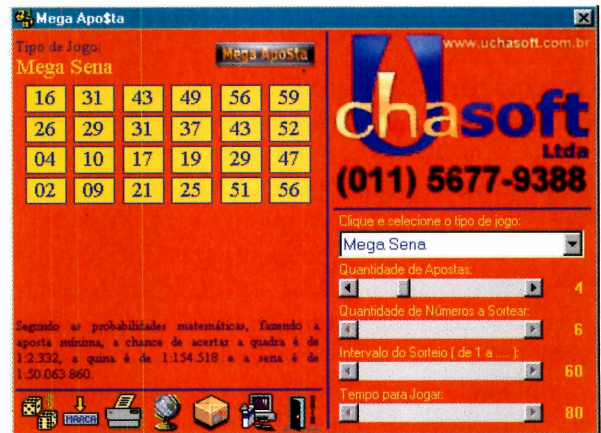 Mega Apo$ta
Tipo de Jogo:
Mega Sena
Mega Apo$ta
16 31 43 49 56 59
26 29 31 37 43 52
04 10 17 19 29 47
02 09 21 25 51 56
Segundo as probabilidades matemáticas, fazendo a
aposta mínima, a chance de acertar a quadra é de
1:2.332, a quina é de 1:154.518 e a sena é de
1:50.063.860.
MARCA
www.uchasoft.com.br
Uchasoft
Ltda
(011) 5677-9388
Clique e selecione o tipo de jogo:
Mega Sena
Quantidade de Apostas:
4
Quantidade de Números a Sortear:
6
Intervalo do Sorteio ( de 1 a .... ):
60
Tempo para Jogar:
80